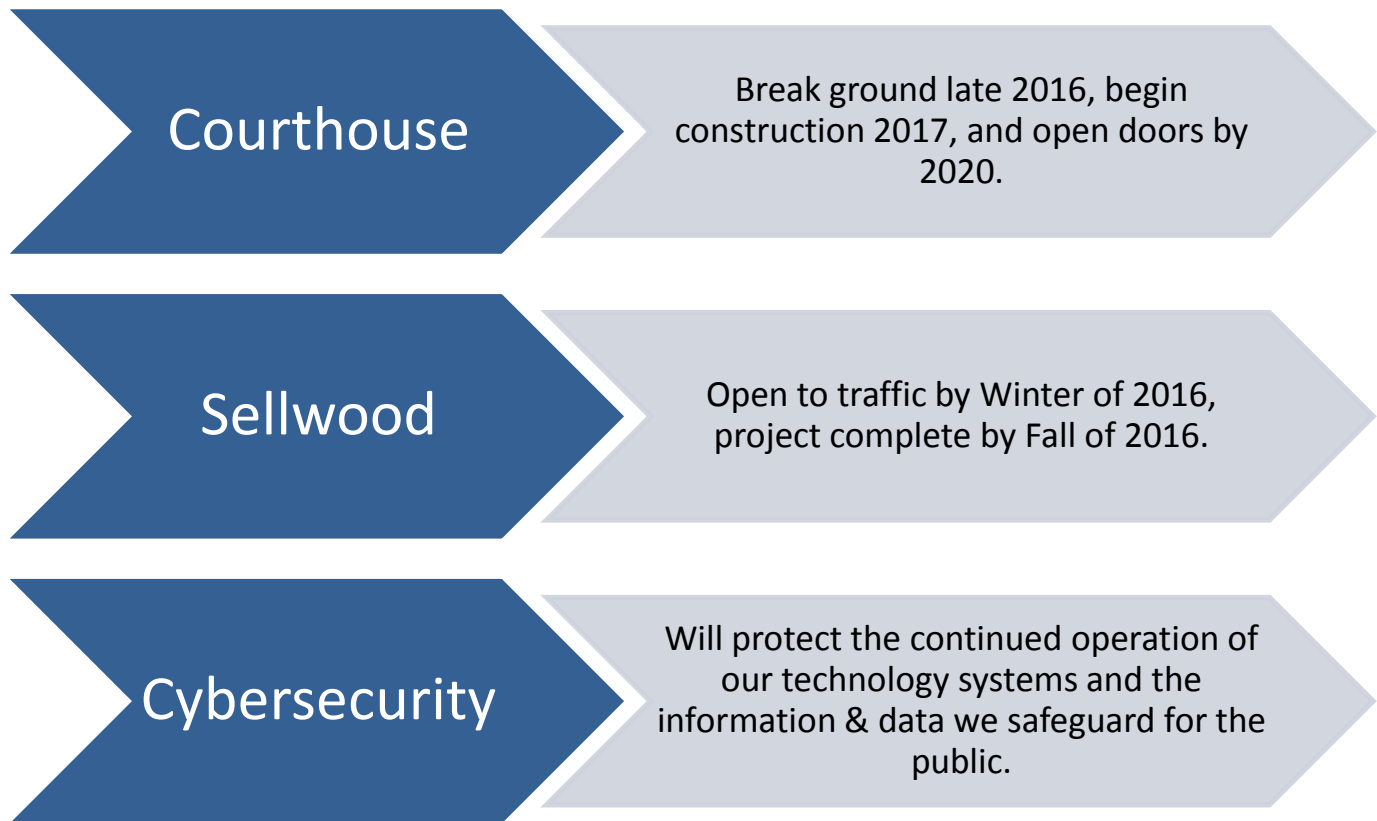 Courthouse
Break ground late 2016, begin
construction 2017, and open doors by
2020.
Sellwood
Open to traffic by Winter of 2016,
project complete by Fall of 2016.
Cybersecurity
Will protect the continued operation of
our technology systems and the
information & data we safeguard for the
public.